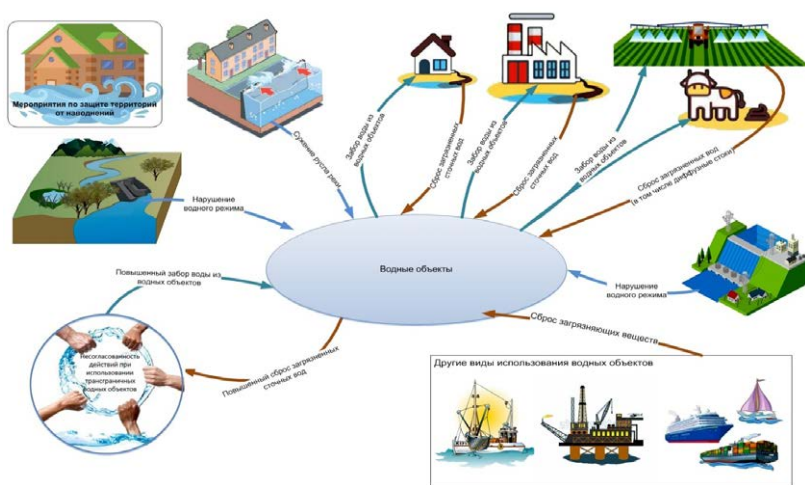 Мероприятия по защите территорий
от наводнений
Сужение русла реки
Забор воды из
водных объектов
Сброс загрязненных
сточных вод
Забор воды из
водных объектов
Сброс загрязненных
сточных вод
Забор воды из
водных объектов
Сброс загрязненных вод
(в том числе диффузные стоки)
Нарушение
водного режима
Водные объекты
Нарушение
водного режима
Повышенный забор воды из
водных объектов
Сброс загрязняющих веществ
Несогласованность
действий при
использовании
трансграничных
водных объектов
Повышенный сброс загрязненных
сточных вод
Другие виды использования водных объектов